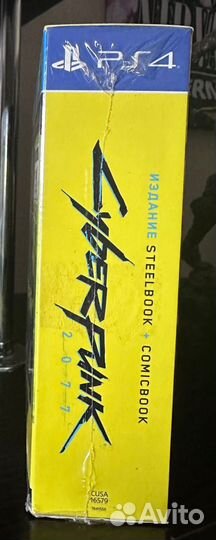 PS4
CYBERPUNK
2077
ИЗДАНИЕ STEELBOOK + COMICBOOK
CUSA
16579
Avito